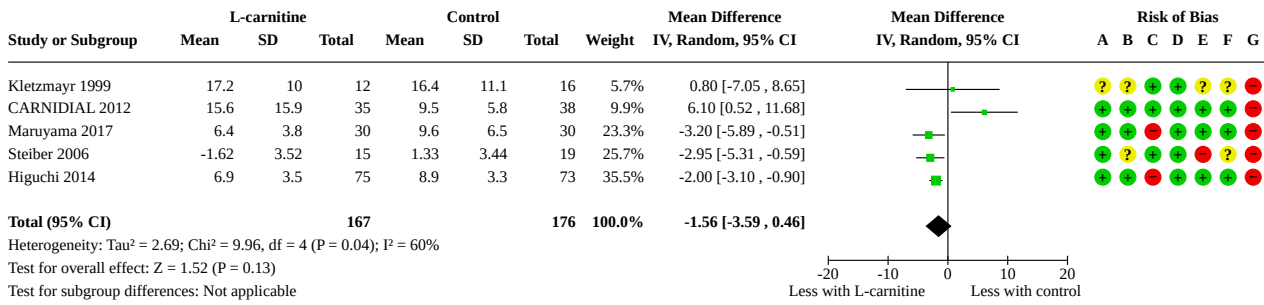 L-carnitine Control Mean Difference Mean Difference Risk of Bias
Study or Subgroup Mean SD Total Mean SD Total Weight IV, Random, 95% CI IV, Random, 95% CI A B C D E F G
Kletzmayr 1999 17.2 10 12 16.4 11.1 16 5.7% 0.80 [-7.05 , 8.65] ? ? + + ? ? −
CARNIDIAL 2012 15.6 15.9 35 9.5 5.8 38 9.9% 6.10 [0.52 , 11.68] + + + + + + −
Maruyama 2017 6.4 3.8 30 9.6 6.5 30 23.3% -3.20 [-5.89 , -0.51] + + − + + + −
Steiber 2006 -1.62 3.52 15 1.33 3.44 19 25.7% -2.95 [-5.31 , -0.59] + ? + + − ? −
Higuchi 2014 6.9 3.5 75 8.9 3.3 73 35.5% -2.00 [-3.10 , -0.90] + + − + + + −
Total (95% CI) 167 176 100.0% -1.56 [-3.59 , 0.46]
Heterogeneity: Tau² = 2.69; Chi² = 9.96, df = 4 (P = 0.04); I² = 60%
Test for overall effect: Z = 1.52 (P = 0.13)
Test for subgroup differences: Not applicable
-20 -10 0 10 20
Less with L-carnitine Less with control